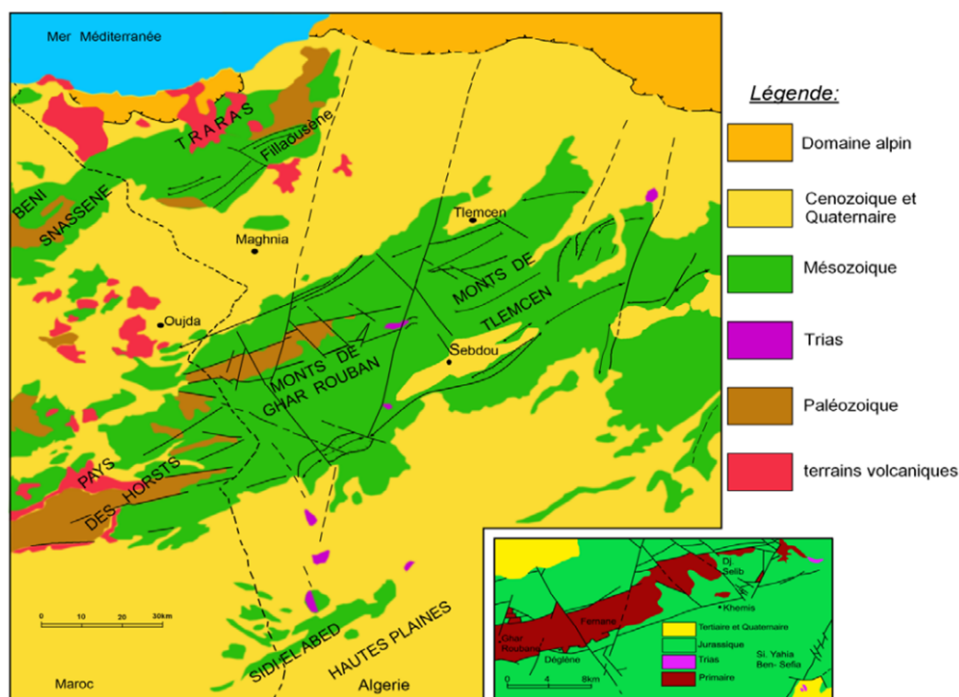 Mer Méditerranée
Légende:
Domaine alpin
Cenozoique et
Quaternaire
Mésozoique
Trias
Paléozoique
terrains volcaniques
TRARAS
Fillaousène
BENI
SNASSENE
Maghnia
Tlemcen
Oujda
MONTS DE
TLEMCEN
Sebdou
MONTS DE
GHAR ROUBAN
PAYS
DES HORSTS
0 10 20 30km
SIDI EL ABED
HAUTES PLAINES
Maroc
Algerie
Dj.
Selib
Khemis
Femana
Ghar
Roubane
Déglène
Tertiaire et Quaternaire
Jurassique
Trias
Primaire
Si. Yahia
Ben- Sefia
0 4 8km